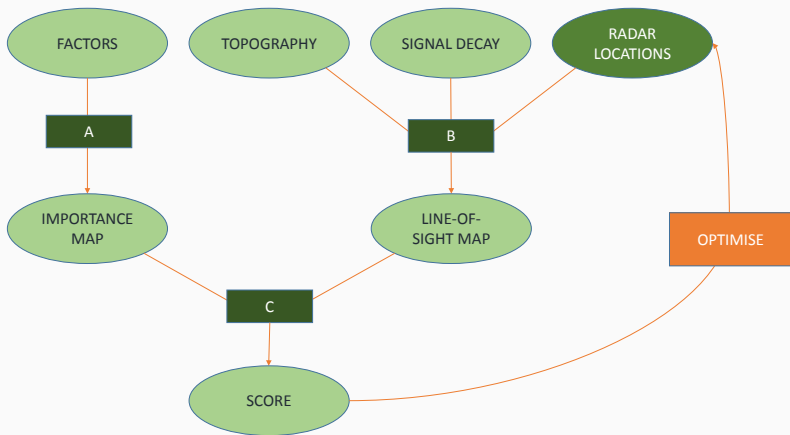 FACTORS
TOPOGRAPHY
SIGNAL DECAY
RADAR
LOCATIONS
A
B
IMPORTANCE
MAP
LINE-OF-
SIGHT MAP
OPTIMISE
C
SCORE